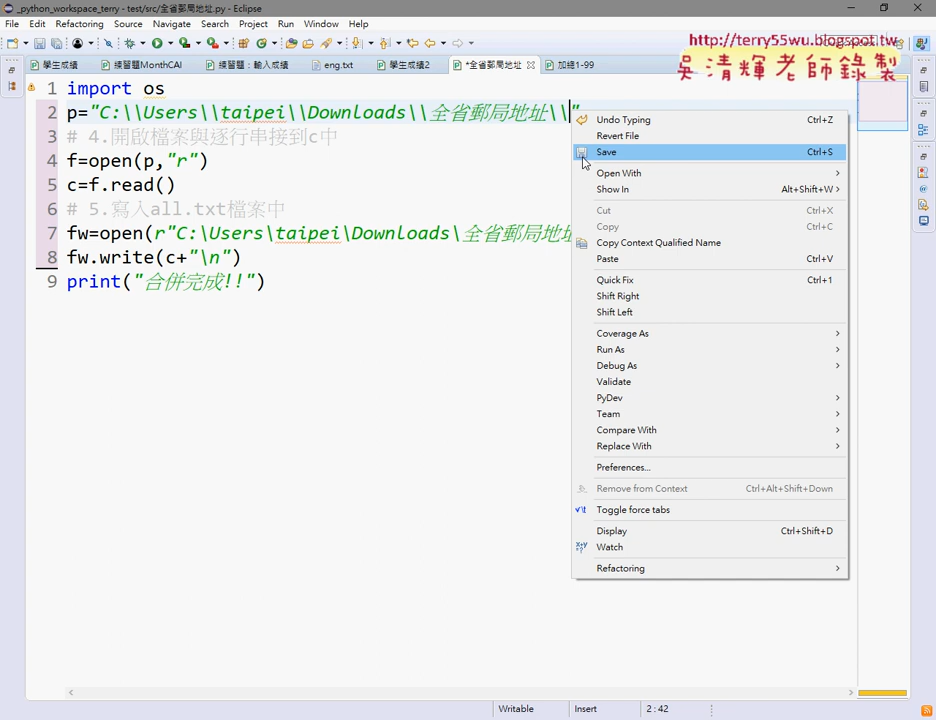 _python_workspace_terry - test/src/全省郵局地址.py - Eclipse
File Edit Refactoring Source Navigate Search Project Run Window Help
http://terry55wu.blogspot.tw
吳清輝老師錄製
學生成績 練習題MonthCAl 練習題：輸入成績 eng.txt 學生成績2 *全省郵局地址 加總1-99
1 import os
2 p="C:\\Users\\taipei\\Downloads\\全省郵局地址\\"
3 # 4.開啟檔案與逐行串接到c中
4 f=open(p,"r")
5 c=f.read()
6 # 5.寫入all.txt檔案中
7 fw=open(r"C:\Users\taipei\Downloads\全省郵局地址
8 fw.write(c+"\n")
9 print("合併完成!!")
Undo Typing Ctrl+Z
Revert File
Save Ctrl+S
Open With
Show In Alt+Shift+W
Cut Ctrl+X
Copy Ctrl+C
Copy Context Qualified Name
Paste Ctrl+V
Quick Fix Ctrl+1
Shift Right
Shift Left
Coverage As
Run As
Debug As
Validate
PyDev
Team
Compare With
Replace With
Preferences...
Remove from Context Ctrl+Alt+Shift+Down
Toggle force tabs
Display Ctrl+Shift+D
Watch
Refactoring
Writable Insert 2 : 42